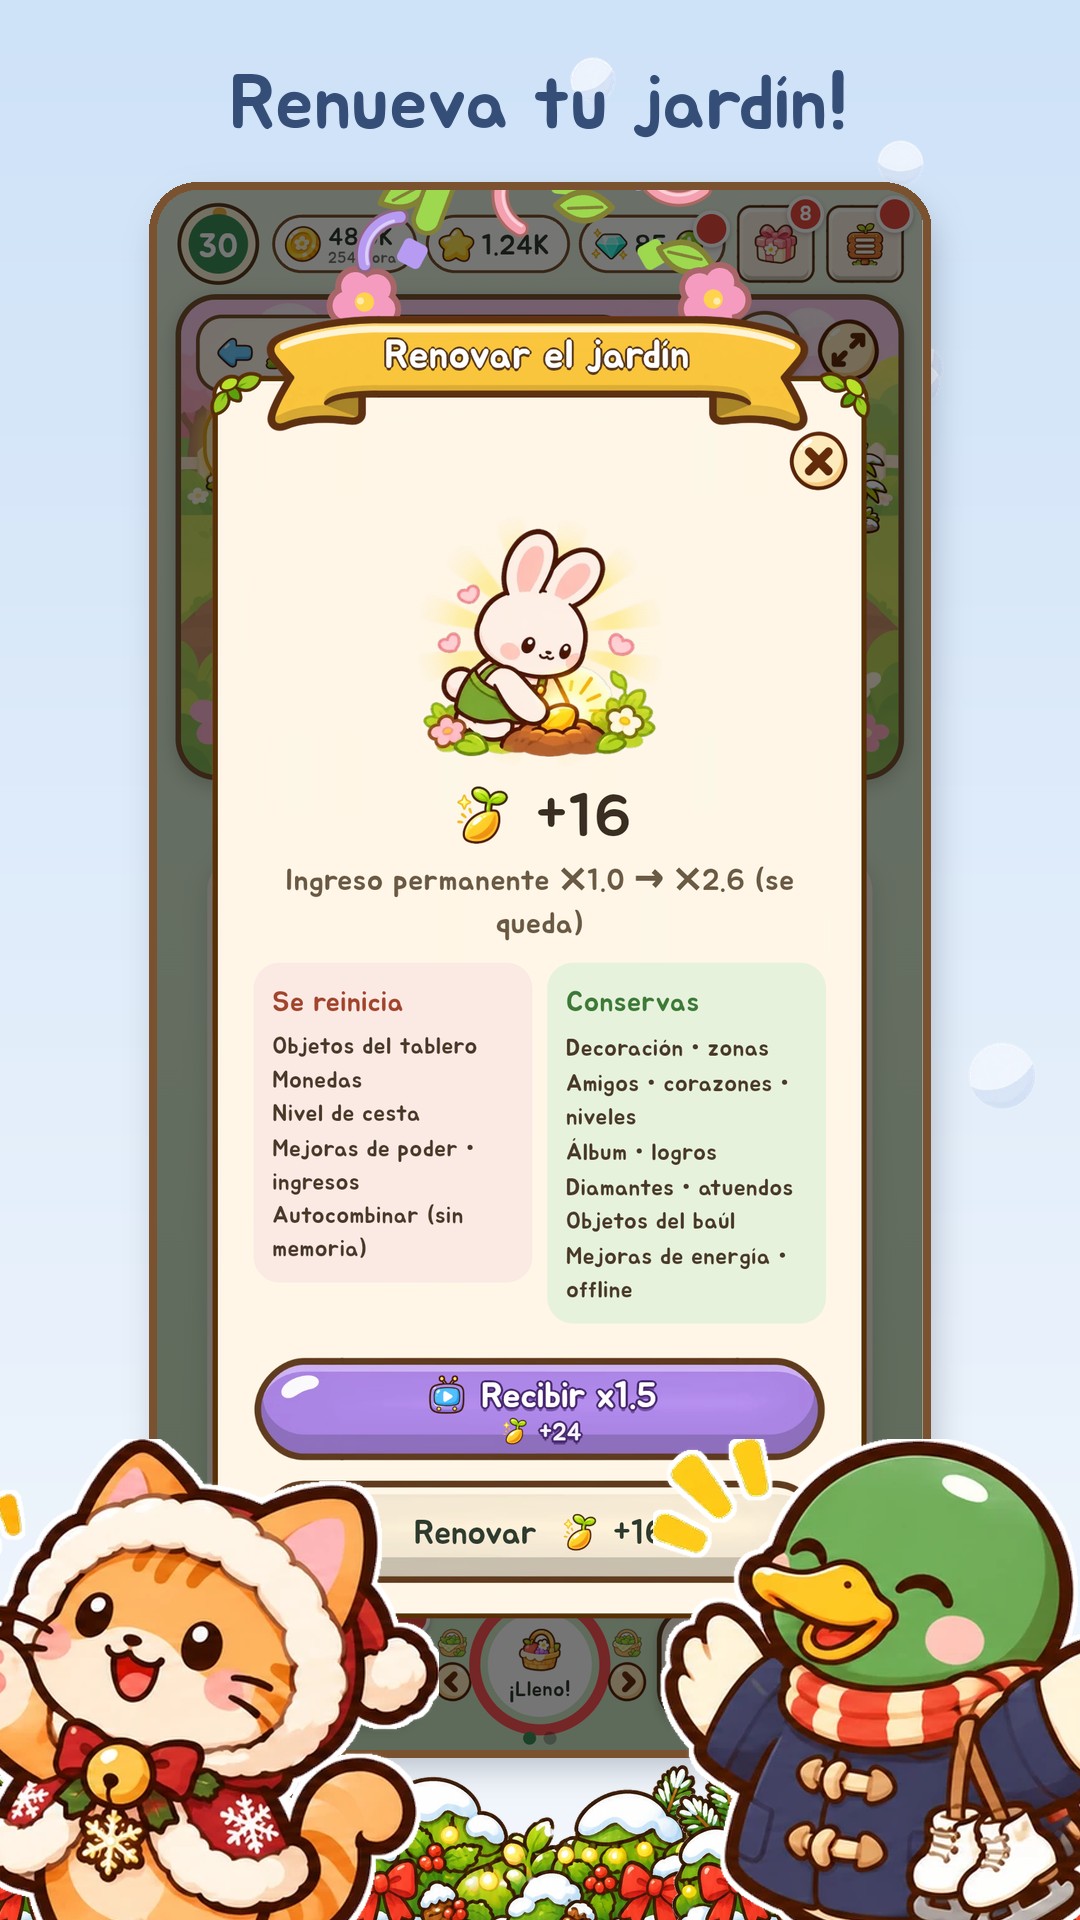 Renueva tu jardín!
30
1.24K
8
Renovar el jardín
+16
Ingreso permanente ✕1.0 → ✕2.6 (se
queda)
Se reinicia
Objetos del tablero
Monedas
Nivel de cesta
Mejoras de poder •
ingresos
Autocombinar (sin
memoria)
Conservas
Decoración • zonas
Amigos • corazones •
niveles
Álbum • logros
Diamantes • atuendos
Objetos del baúl
Mejoras de energía •
offline
Recibir x1.5
+24
Renovar +16
¡Lleno!